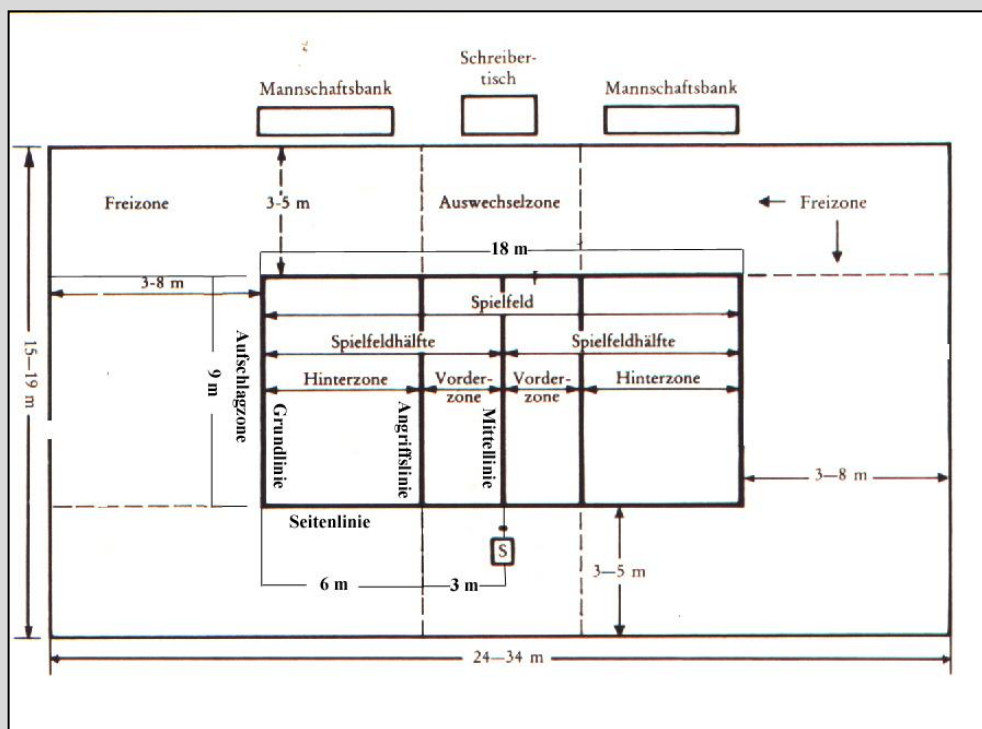 Schreiber-
tisch
Mannschaftsbank
Mannschaftsbank
Freizone
3-5 m
Auswechselzone
Freizone
18 m
3-8 m
Spielfeld
Spielfeldhälfte
Spielfeldhälfte
Hinterzone
Vorder-
zone
Vorder-
zone
Hinterzone
15—19 m
9 m
Aufschlagzone
Grundlinie
Angriffslinie
Mittellinie
3—8 m
Seitenlinie
S
6 m
3 m
3—5 m
24—34 m